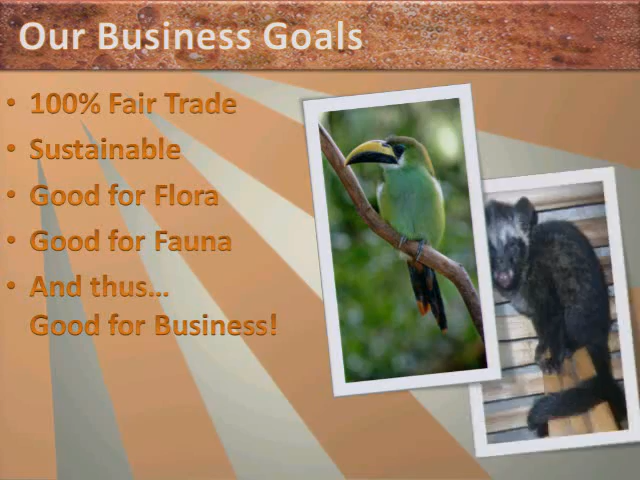 Our Business Goals
• 100% Fair Trade
• Sustainable
• Good for Flora
• Good for Fauna
• And thus...
Good for Business!